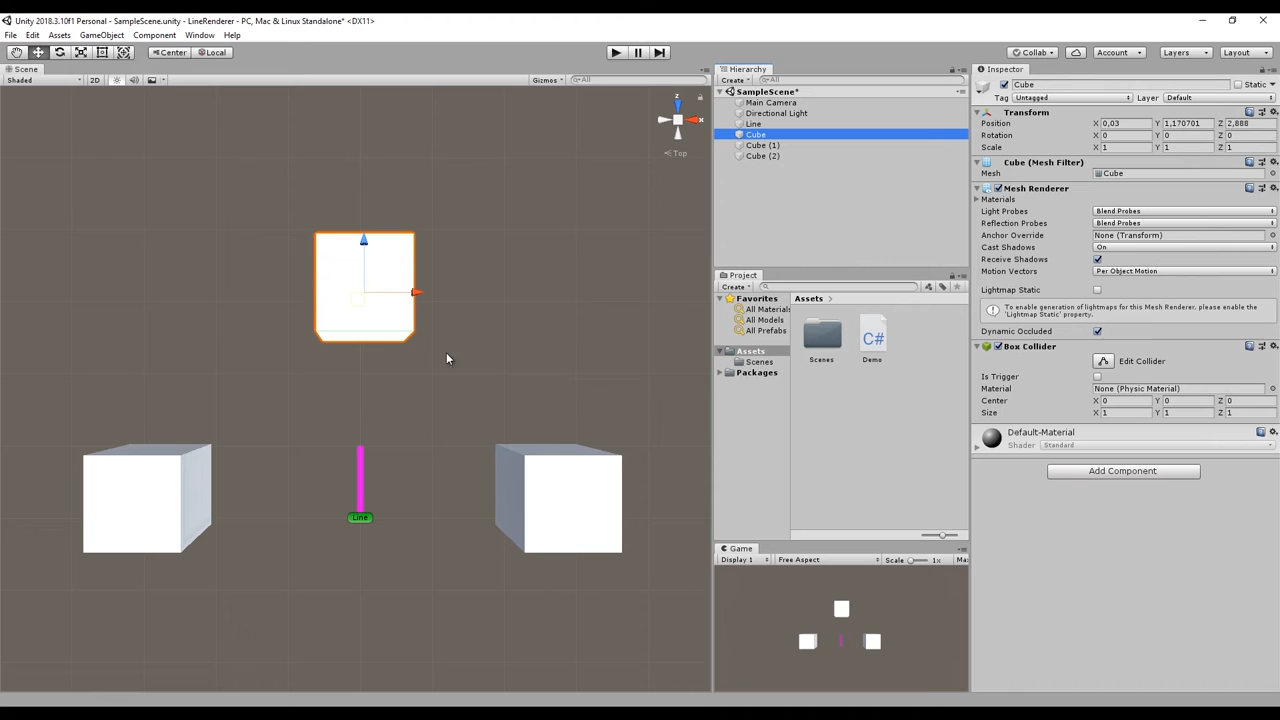 Unity 2018.3.10f1 Personal - SampleScene.unity - LineRenderer - PC, Mac & Linux Standalone* <DX11>
File Edit Assets GameObject Component Window Help
Center Local Collab Account Layers Layout
Scene
Shaded 2D Gizmos All
z
x
Top
Line
Hierarchy
Create All
SampleScene*
Main Camera
Directional Light
Line
Cube
Cube (1)
Cube (2)
Project
Create
Favorites
All Materials
All Models
All Prefabs
Assets
Scenes
Packages
Assets
C#
Scenes Demo
Game
Display 1 Free Aspect Scale 1x Ma
Inspector
Cube Static
Tag Untagged Layer Default
Transform
Position X 0,03 Y 1,170701 Z 2,888
Rotation X 0 Y 0 Z 0
Scale X 1 Y 1 Z 1
Cube (Mesh Filter)
Mesh Cube
Mesh Renderer
Materials
Light Probes Blend Probes
Reflection Probes Blend Probes
Anchor Override None (Transform)
Cast Shadows On
Receive Shadows
Motion Vectors Per Object Motion
Lightmap Static
To enable generation of lightmaps for this Mesh Renderer, please enable the
'Lightmap Static' property.
Dynamic Occluded
Box Collider
Edit Collider
Is Trigger
Material None (Physic Material)
Center X 0 Y 0 Z 0
Size X 1 Y 1 Z 1
Default-Material
Shader Standard
Add Component